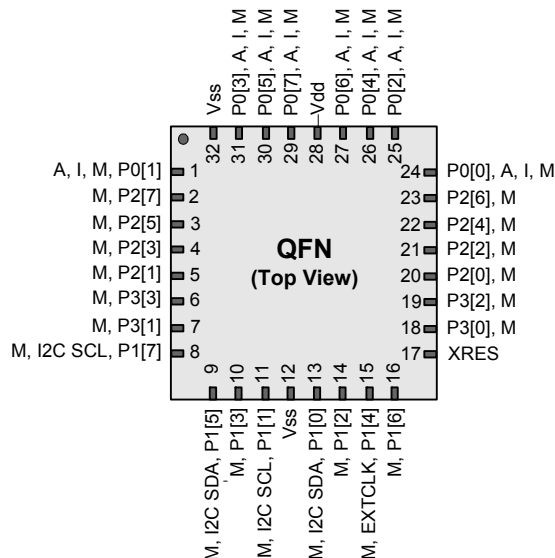 Vss
P0[3], A, I, M
P0[5], A, I, M
P0[7], A, I, M
Vdd
P0[6], A, I, M
P0[4], A, I, M
P0[2], A, I, M
32
31
30
29
28
27
26
25
A, I, M, P0[1]
1
M, P2[7]
2
M, P2[5]
3
M, P2[3]
4
M, P2[1]
5
M, P3[3]
6
M, P3[1]
7
M, I2C SCL, P1[7]
8
QFN
(Top View)
24
P0[0], A, I, M
23
P2[6], M
22
P2[4], M
21
P2[2], M
20
P2[0], M
19
P3[2], M
18
P3[0], M
17
XRES
9
10
11
12
13
14
15
16
M, I2C SDA, P1[5]
M, P1[3]
M, I2C SCL, P1[1]
Vss
M, I2C SDA, P1[0]
M, P1[2]
M, EXTCLK, P1[4]
M, P1[6]